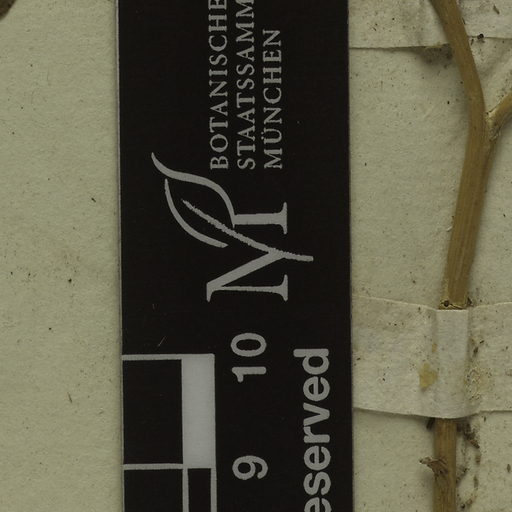 BOTANISCHE
STAATSSAMM
MÜNCHEN
M
10
9
eserved